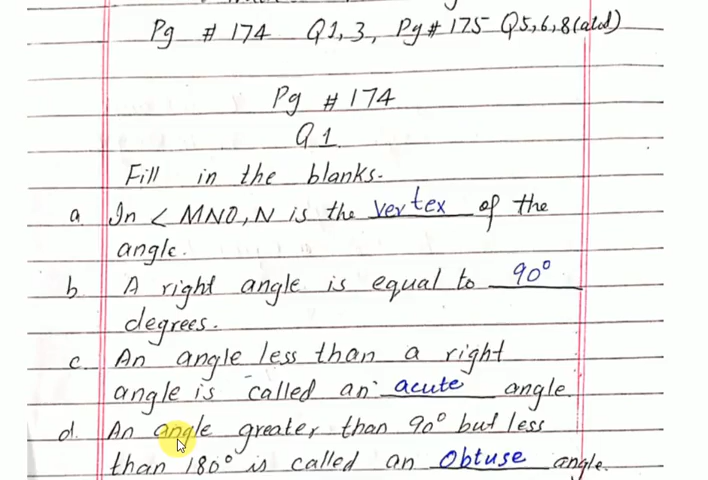 Pg # 174 Q1, 3, Pg # 175 Q5, 6, 8(a to d)
Pg # 174
Q 1
Fill in the blanks.
a. In < MNO, N is the vertex of the
angle.
b A right angle is equal to 90°
degrees.
c. An angle less than a right
angle is called an acute angle.
d. An angle greater than 90° but less
than 180° is called an Obtuse angle.